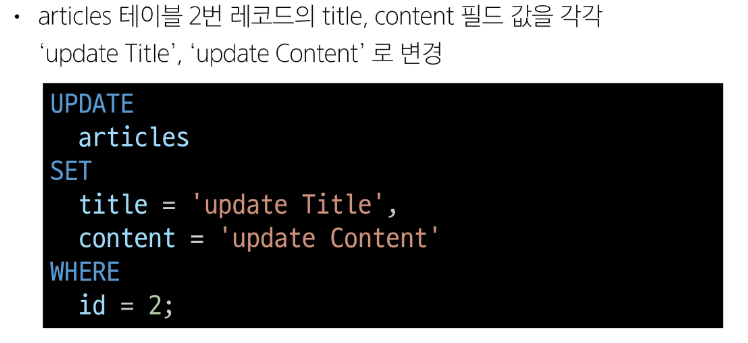 • articles 테이블 2번 레코드의 title, content 필드 값을 각각
‘update Title’, ‘update Content’ 로 변경
UPDATE
articles
SET
title = 'update Title',
content = 'update Content'
WHERE
id = 2;